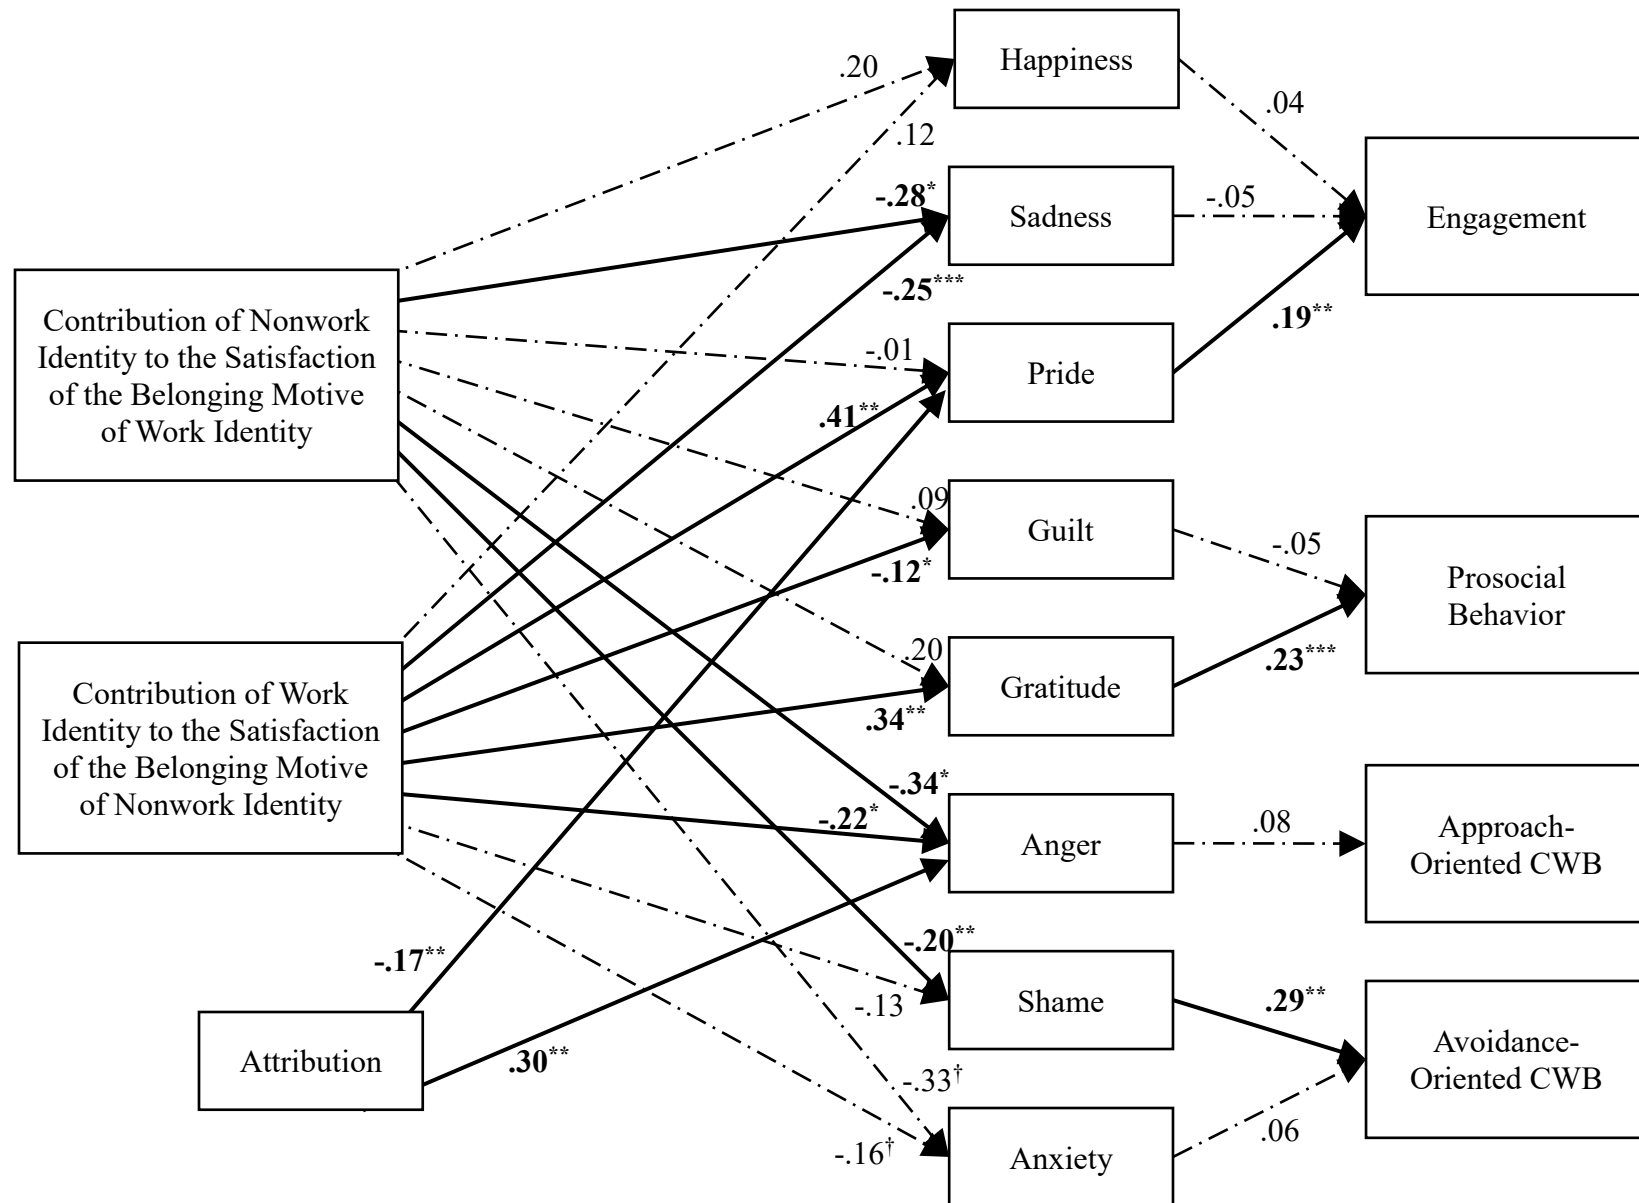 Happiness
.20
.04
.12
-.28*
Sadness
-.05
Engagement
-.25***
Contribution of Nonwork
Identity to the Satisfaction
of the Belonging Motive
of Work Identity
.19**
-.01
Pride
.41**
.09
Guilt
-.05
-.12*
Prosocial
Behavior
.20
.23***
Gratitude
.34**
Contribution of Work
Identity to the Satisfaction
of the Belonging Motive
of Nonwork Identity
-.34*
-.22*
Anger
.08
Approach-
Oriented CWB
-.20**
-.17**
-.13
Shame
.29**
Attribution
.30**
Avoidance-
Oriented CWB
-.33†
.06
-.16†
Anxiety